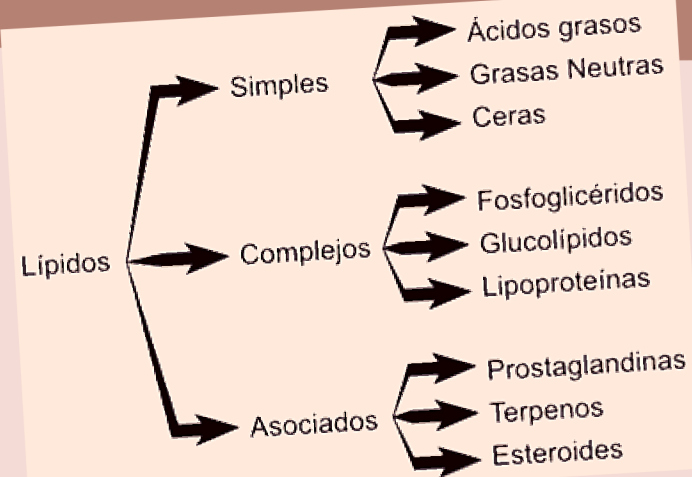 Lípidos
Simples
Ácidos grasos
Grasas Neutras
Ceras
Complejos
Fosfoglicéridos
Glucolípidos
Lipoproteínas
Asociados
Prostaglandinas
Terpenos
Esteroides